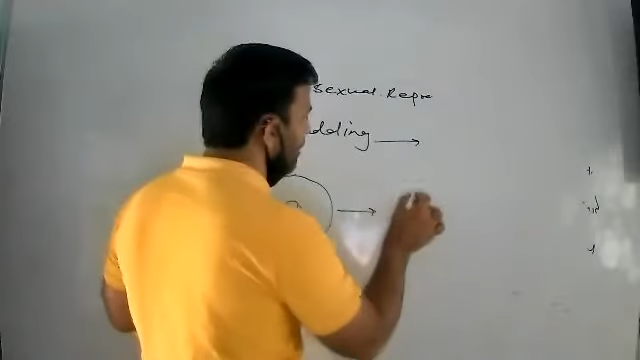 sexual. Repro
dding →
→